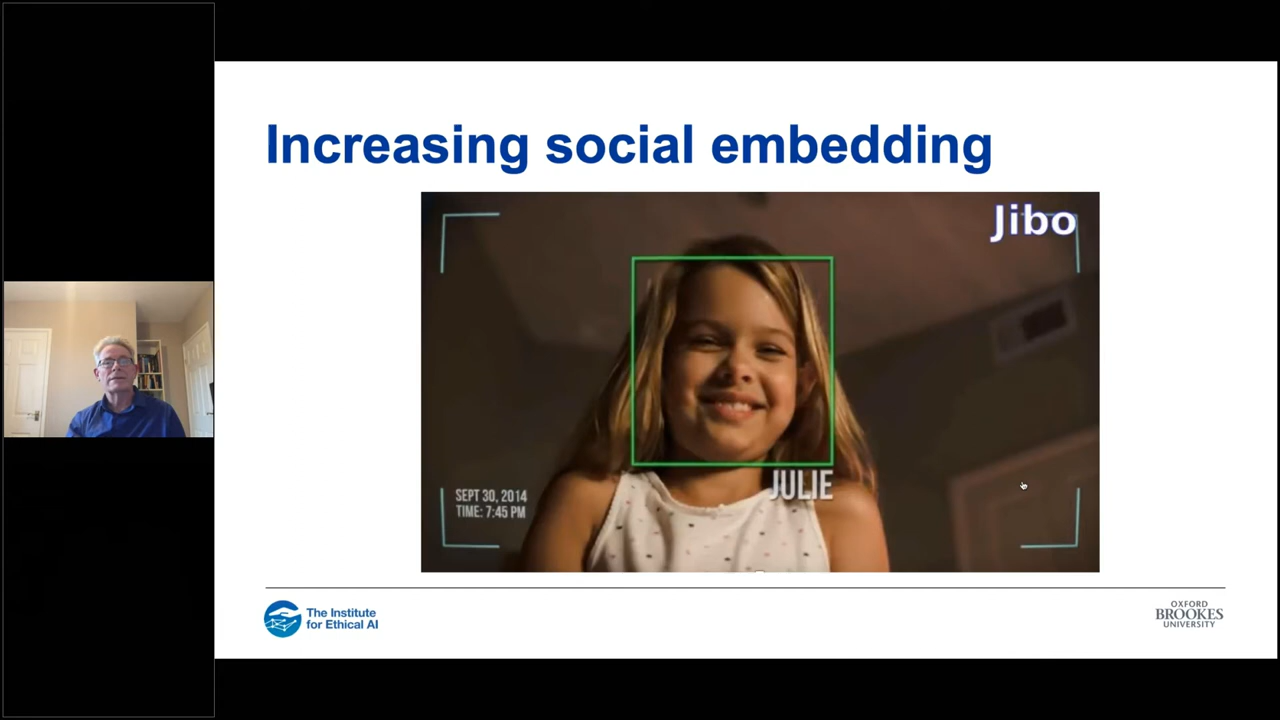 Increasing social embedding
Jibo
JULIE
SEPT 30, 2014
TIME: 7:45 PM
The Institute
for Ethical AI
OXFORD
BROOKES
UNIVERSITY